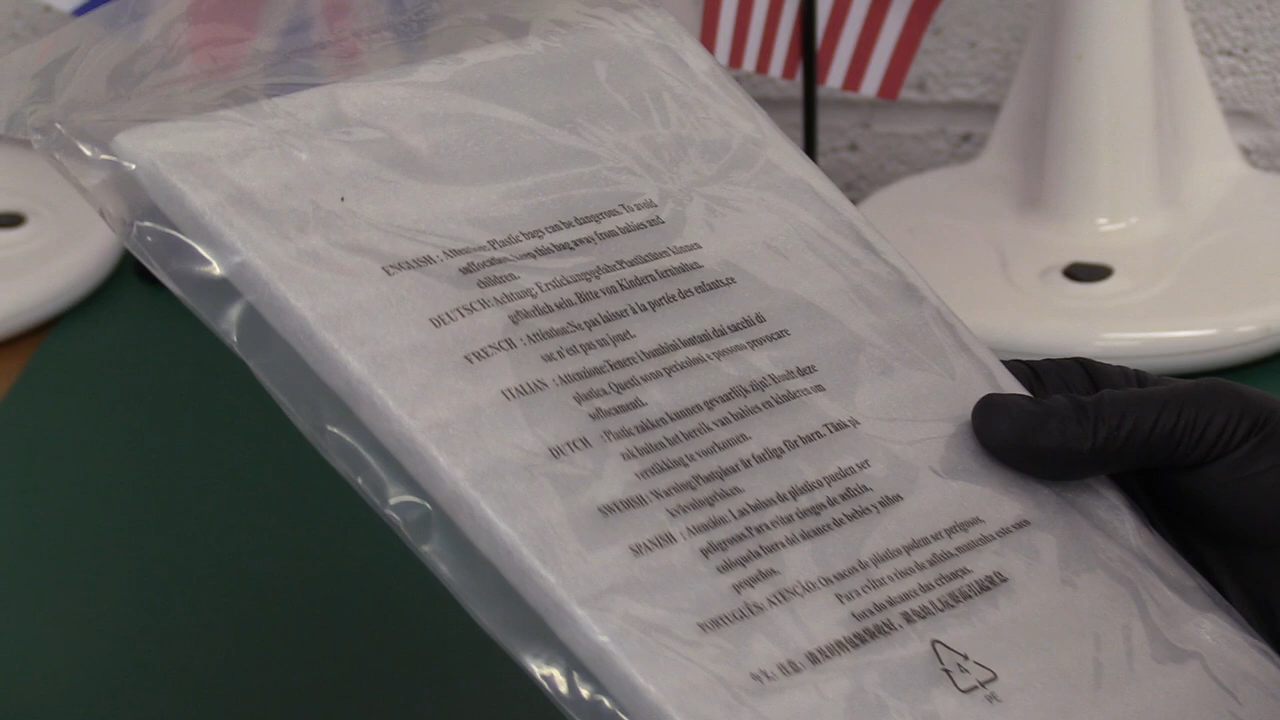 ENGLISH : Attention: Plastic bags can be dangerous. To avoid
suffocation, keep this bag away from babies and
children.
DEUTSCH: Achtung: Erstickungsgefahr. Plastiktüten können
gefährlich sein. Bitte von Kindern fernhalten.
FRENCH : Attention: Ne pas laisser à la portée des enfants, ce
sac n'est pas un jouet.
ITALIAN : Attenzione: Tenere i bambini lontani dai sacchi di
plastica. Questi sono pericolosi e possono provocare
soffocamenti.
DUTCH : Plastic zakken kunnen gevaarlijk zijn! Houdt deze
zak buiten het bereik van babies en kinderen om
verstikking te voorkomen.
SWEDISH: Warning: Plastpåsar är farliga för barn. Tänk på
kvävningsrisken.
SPANISH : Atención: Las bolsas de plástico pueden ser
peligrosas. Para evitar riesgos de asfixia,
colóquela fuera del alcance de bebés y niños
pequeños.
PORTUGUÊS: ATENÇÃO: Os sacos de plástico podem ser perigosos,
Para evitar o risco de asfixia, mantenha este saco
fora do alcance das crianças.
中文：注意：
4
PE